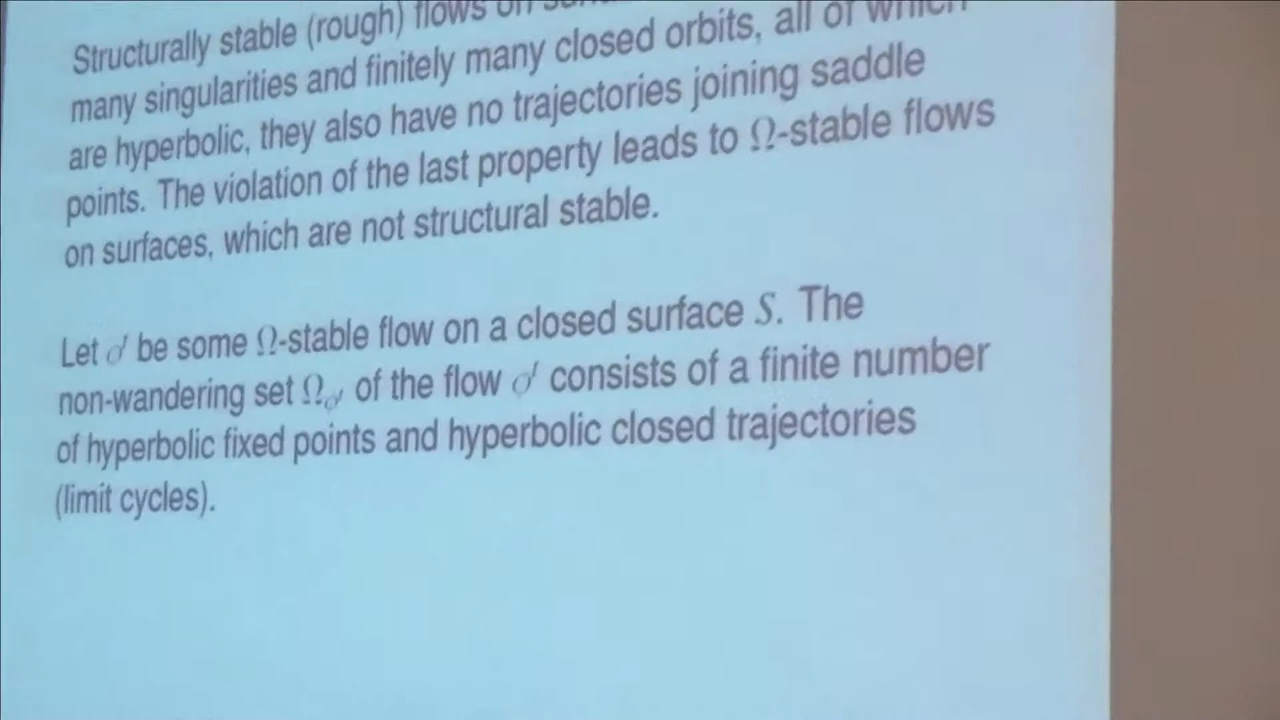 Structurally stable (rough) flows on
many singularities and finitely many closed orbits, all of which
are hyperbolic, they also have no trajectories joining saddle
points. The violation of the last property leads to Ω-stable flows
on surfaces, which are not structural stable.
Let ϕᵗ be some Ω-stable flow on a closed surface S. The
non-wandering set Ω of the flow ϕᵗ consists of a finite number
of hyperbolic fixed points and hyperbolic closed trajectories
(limit cycles).